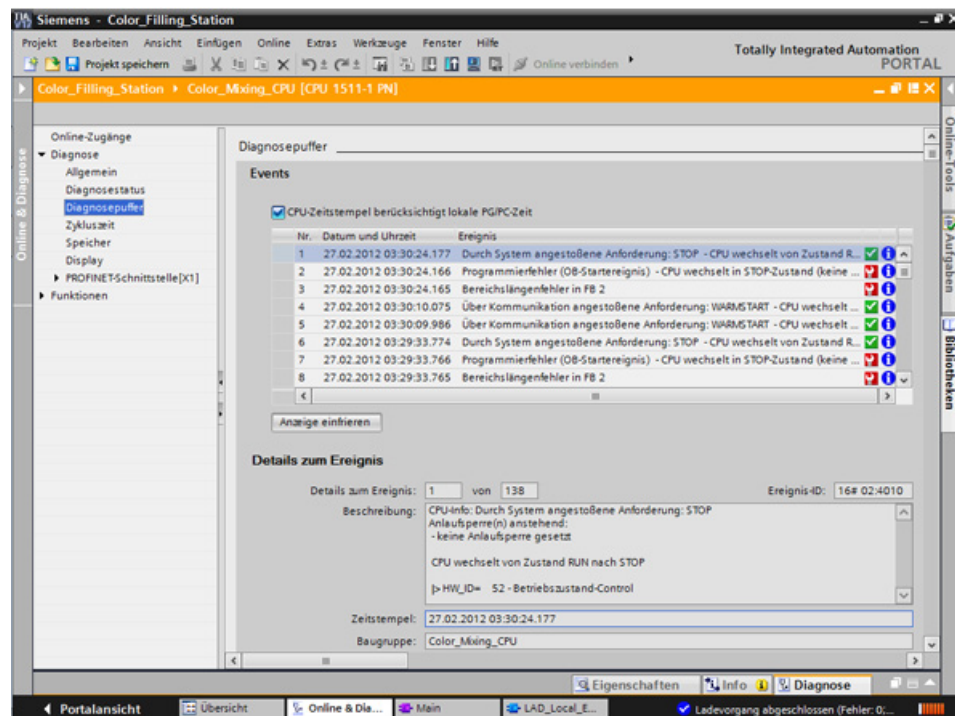 Siemens - Color_Filling_Station
Projekt Bearbeiten Ansicht Einfügen Online Extras Werkzeuge Fenster Hilfe
Totally Integrated Automation
PORTAL
Projekt speichern
Online verbinden
Color_Filling_Station Color_Mixing_CPU [CPU 1511-1 PN]
Online & Diagnose
Online-Zugänge
Diagnose
Allgemein
Diagnosestatus
Diagnosepuffer
Zykluszeit
Speicher
Display
PROFINET-Schnittstelle[X1]
Funktionen
Diagnosepuffer
Events
CPU-Zeitstempel berücksichtigt lokale PG/PC-Zeit
Nr. Datum und Uhrzeit Ereignis
1 27.02.2012 03:30:24.177 Durch System angestoßene Anforderung: STOP - CPU wechselt von Zustand R...
2 27.02.2012 03:30:24.166 Programmierfehler (OB-Startereignis) - CPU wechselt in STOP-Zustand (keine ...
3 27.02.2012 03:30:24.165 Bereichslängenfehler in FB 2
4 27.02.2012 03:30:10.075 Über Kommunikation angestoßene Anforderung: WARMSTART - CPU wechselt ...
5 27.02.2012 03:30:09.986 Über Kommunikation angestoßene Anforderung: WARMSTART - CPU wechselt ...
6 27.02.2012 03:29:33.774 Durch System angestoßene Anforderung: STOP - CPU wechselt von Zustand R...
7 27.02.2012 03:29:33.766 Programmierfehler (OB-Startereignis) - CPU wechselt in STOP-Zustand (keine ...
8 27.02.2012 03:29:33.765 Bereichslängenfehler in FB 2
Anzeige einfrieren
Details zum Ereignis
Details zum Ereignis: 1 von 138 Ereignis-ID: 16# 02:4010
Beschreibung: CPU-Info: Durch System angestoßene Anforderung: STOP
Anlaufsperre(n) anstehend:
- keine Anlaufsperre gesetzt
CPU wechselt von Zustand RUN nach STOP
|> HW_ID= 52 - Betriebszustand-Control
Zeitstempel: 27.02.2012 03:30:24.177
Baugruppe: Color_Mixing_CPU
Online-Tools
Aufgaben
Bibliotheken
Eigenschaften Info Diagnose
Portalansicht Übersicht Online & Dia... Main LAD_Local_E... Ladevorgang abgeschlossen (Fehler: 0;...